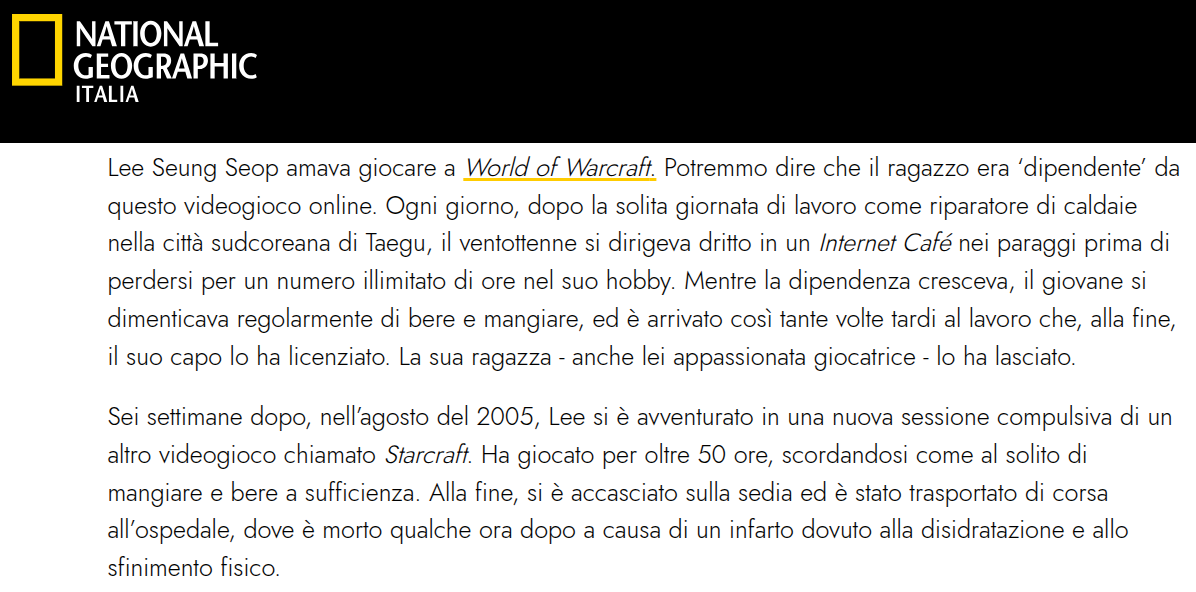 NATIONAL
GEOGRAPHIC
ITALIA
Lee Seung Seop amava giocare a World of Warcraft. Potremmo dire che il ragazzo era ‘dipendente’ da
questo videogioco online. Ogni giorno, dopo la solita giornata di lavoro come riparatore di caldaie
nella città sudcoreana di Taegu, il ventottenne si dirigeva dritto in un Internet Café nei paraggi prima di
perdersi per un numero illimitato di ore nel suo hobby. Mentre la dipendenza cresceva, il giovane si
dimenticava regolarmente di bere e mangiare, ed è arrivato così tante volte tardi al lavoro che, alla fine,
il suo capo lo ha licenziato. La sua ragazza - anche lei appassionata giocatrice - lo ha lasciato.
Sei settimane dopo, nell’agosto del 2005, Lee si è avventurato in una nuova sessione compulsiva di un
altro videogioco chiamato Starcraft. Ha giocato per oltre 50 ore, scordandosi come al solito di
mangiare e bere a sufficienza. Alla fine, si è accasciato sulla sedia ed è stato trasportato di corsa
all’ospedale, dove è morto qualche ora dopo a causa di un infarto dovuto alla disidratazione e allo
sfinimento fisico.